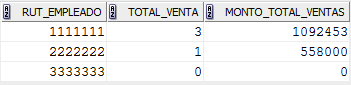 RUT_EMPLEADO TOTAL_VENTA MONTO_TOTAL_VENTAS
1111111 3 1092453
2222222 1 558000
3333333 0 0